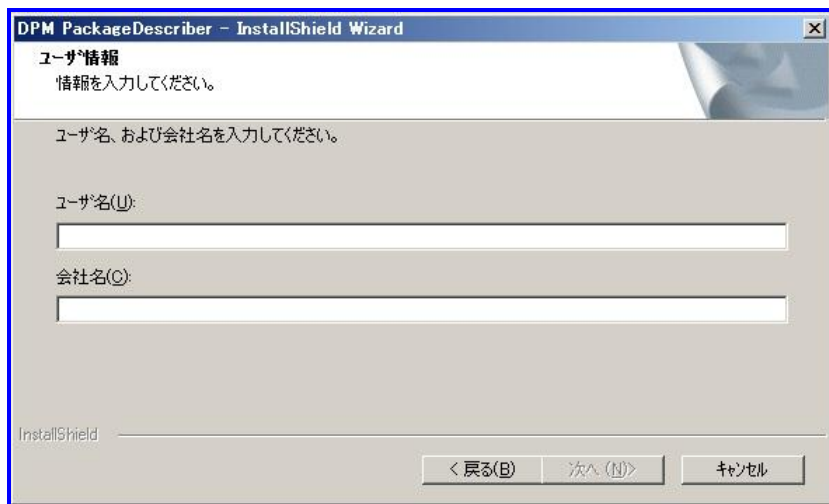 DPM PackageDescriber - InstallShield Wizard
ユーザ情報
情報を入力してください。
ユーザ名、および会社名を入力してください。
ユーザ名(U):
会社名(C):
InstallShield
< 戻る(B)
次へ (N)>
キャンセル